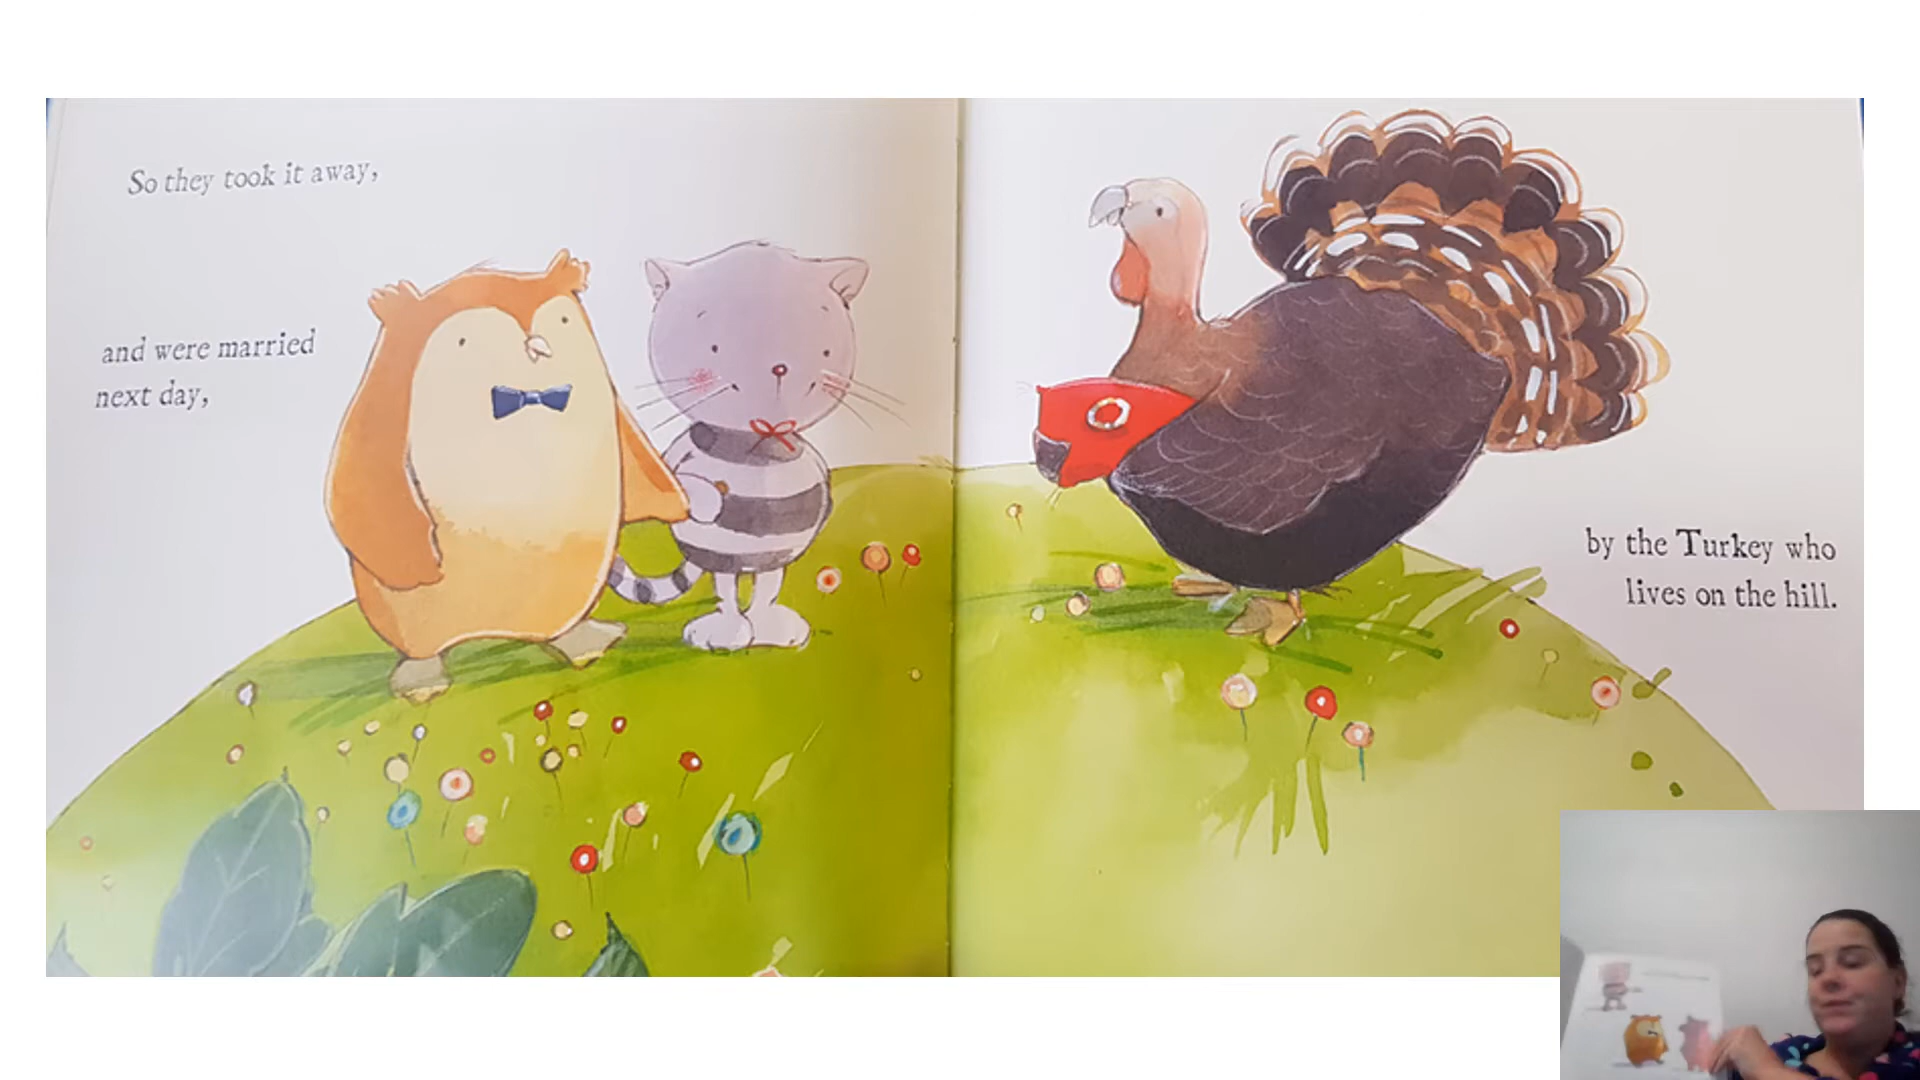 So they took it away,
and were married
next day,
by the Turkey who
lives on the hill.